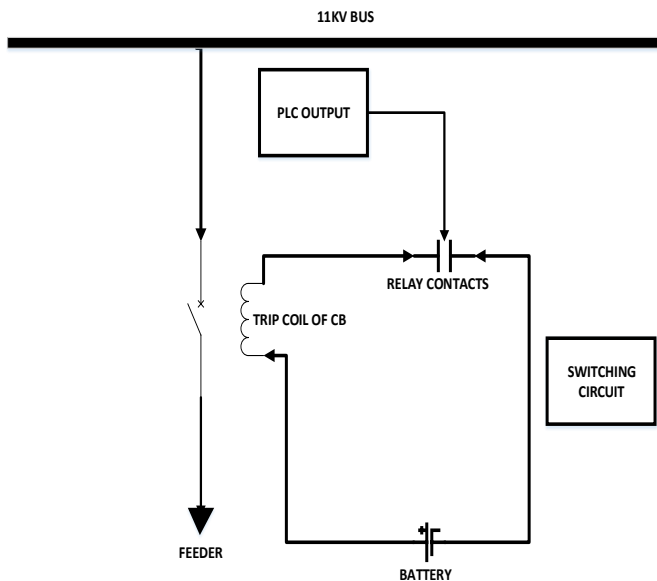 11KV BUS
PLC OUTPUT
RELAY CONTACTS
TRIP COIL OF CB
SWITCHING
CIRCUIT
FEEDER
+
BATTERY